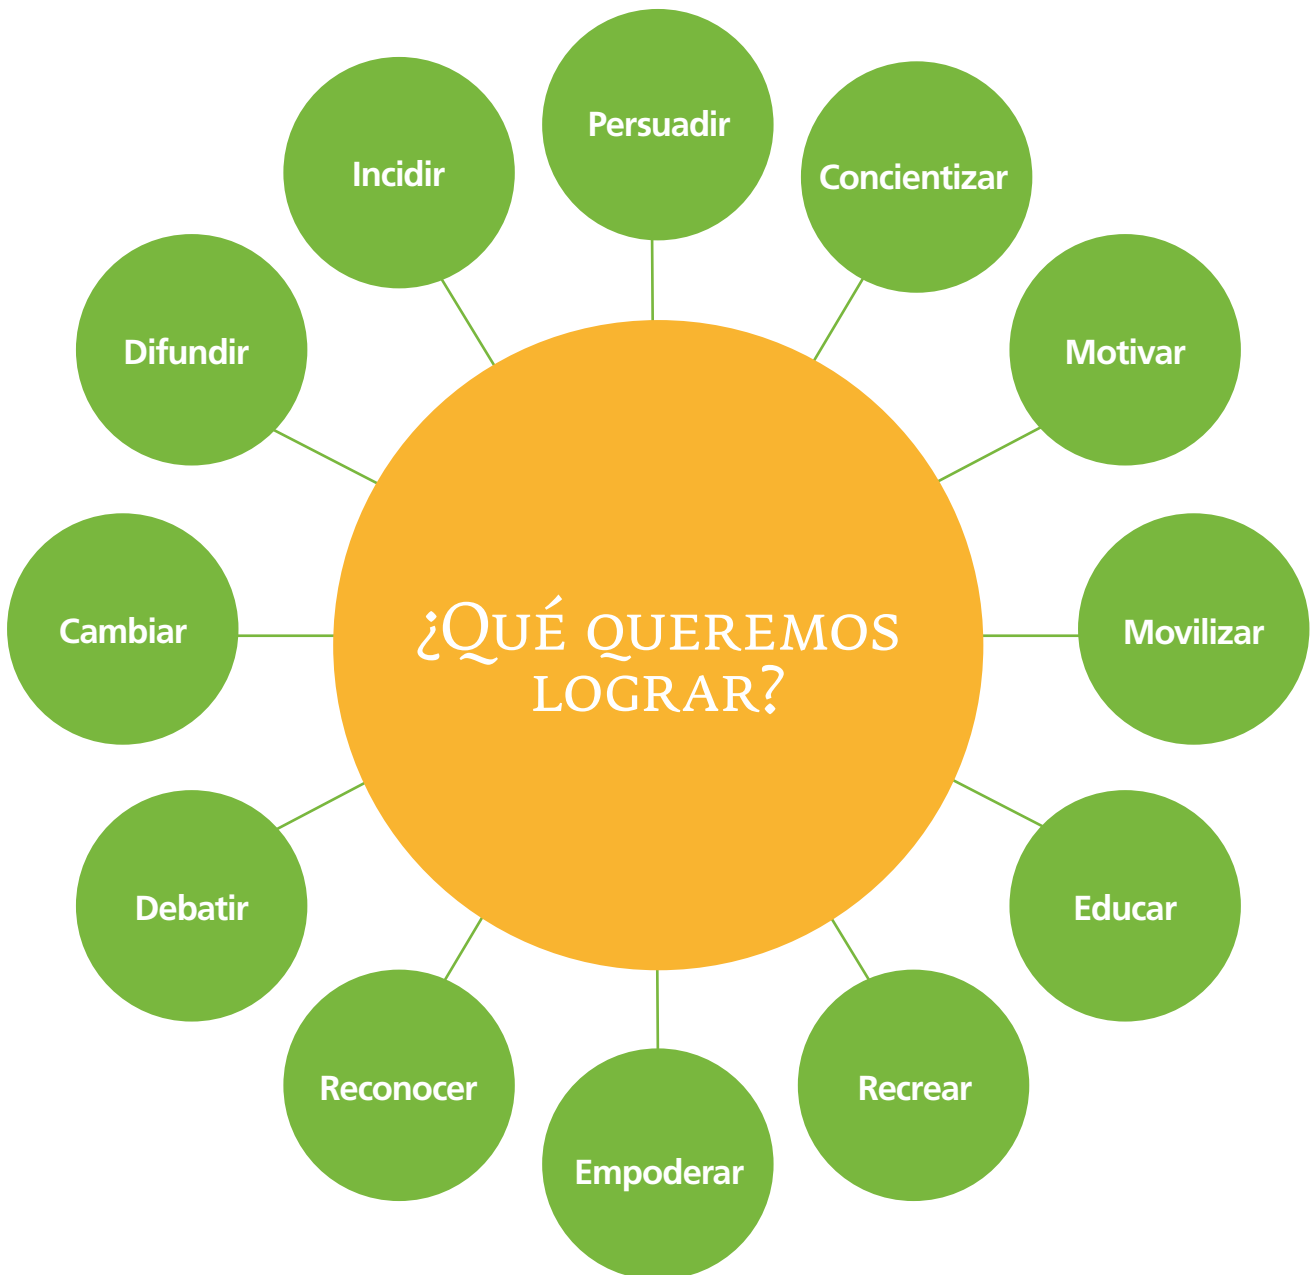 Persuadir
Concientizar
Motivar
Movilizar
Educar
Recrear
Empoderar
Reconocer
Debatir
Cambiar
Difundir
Incidir
¿Qué queremos
lograr?